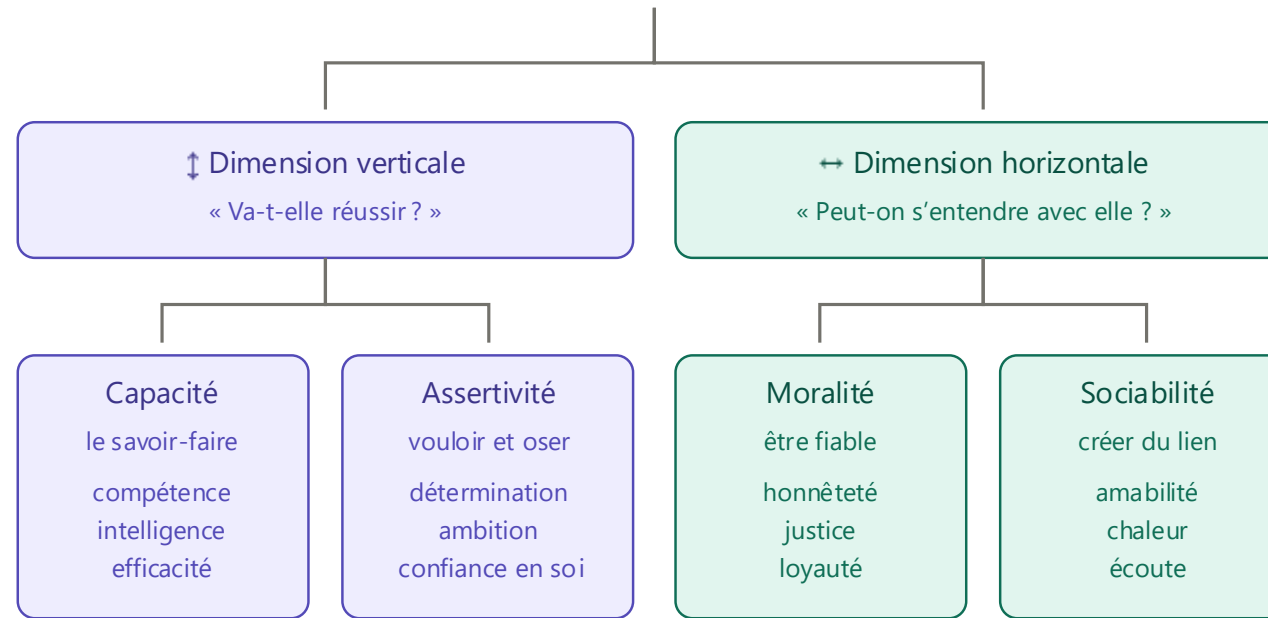 ↕ Dimension verticale
« Va-t-elle réussir ? »
↔ Dimension horizontale
« Peut-on s’entendre avec elle ? »
Capacité
le savoir-faire
compétence
intelligence
efficacité
Assertivité
vouloir et oser
détermination
ambition
confiance en soi
Moralité
être fiable
honnêteté
justice
loyauté
Sociabilité
créer du lien
amabilité
chaleur
écoute